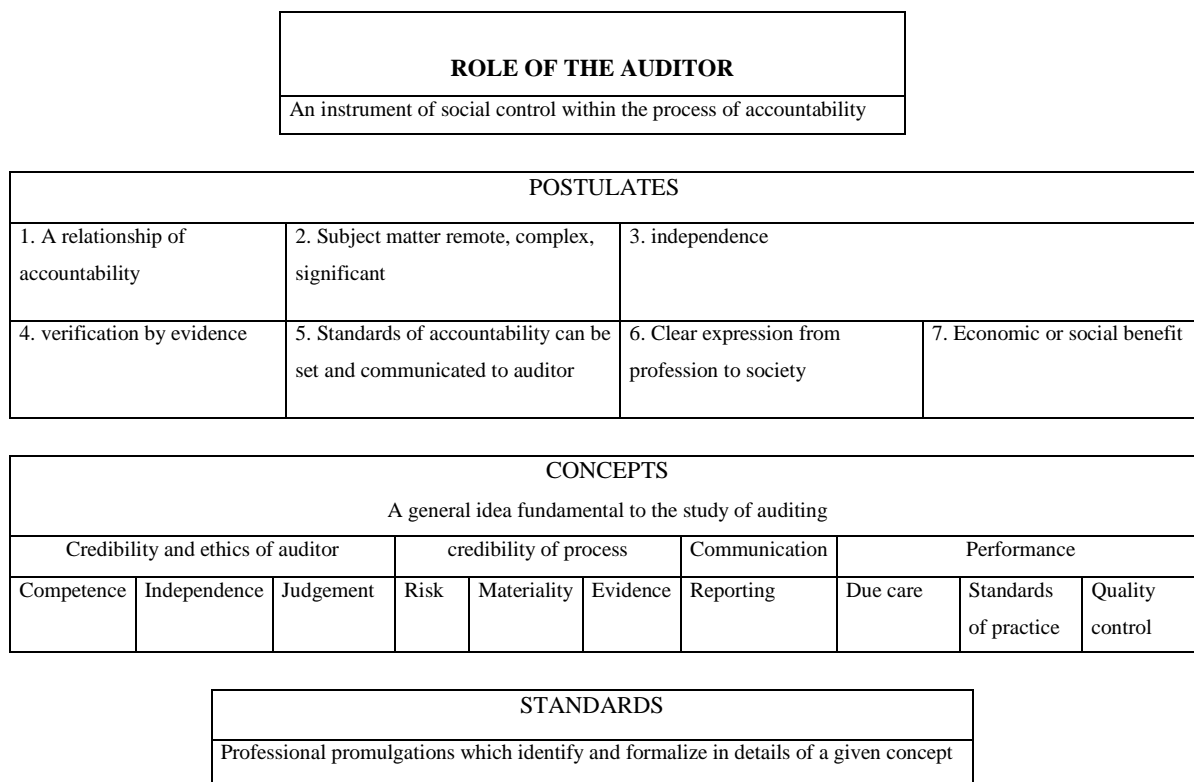 ROLE OF THE AUDITOR
An instrument of social control within the process of accountability
POSTULATES
1. A relationship of
accountability
2. Subject matter remote, complex,
significant
3. independence
4. verification by evidence
5. Standards of accountability can be
set and communicated to auditor
6. Clear expression from
profession to society
7. Economic or social benefit
CONCEPTS
A general idea fundamental to the study of auditing
Credibility and ethics of auditor
credibility of process
Communication
Performance
Competence
Independence
Judgement
Risk
Materiality
Evidence
Reporting
Due care
Standards
of practice
Quality
control
STANDARDS
Professional promulgations which identify and formalize in details of a given concept